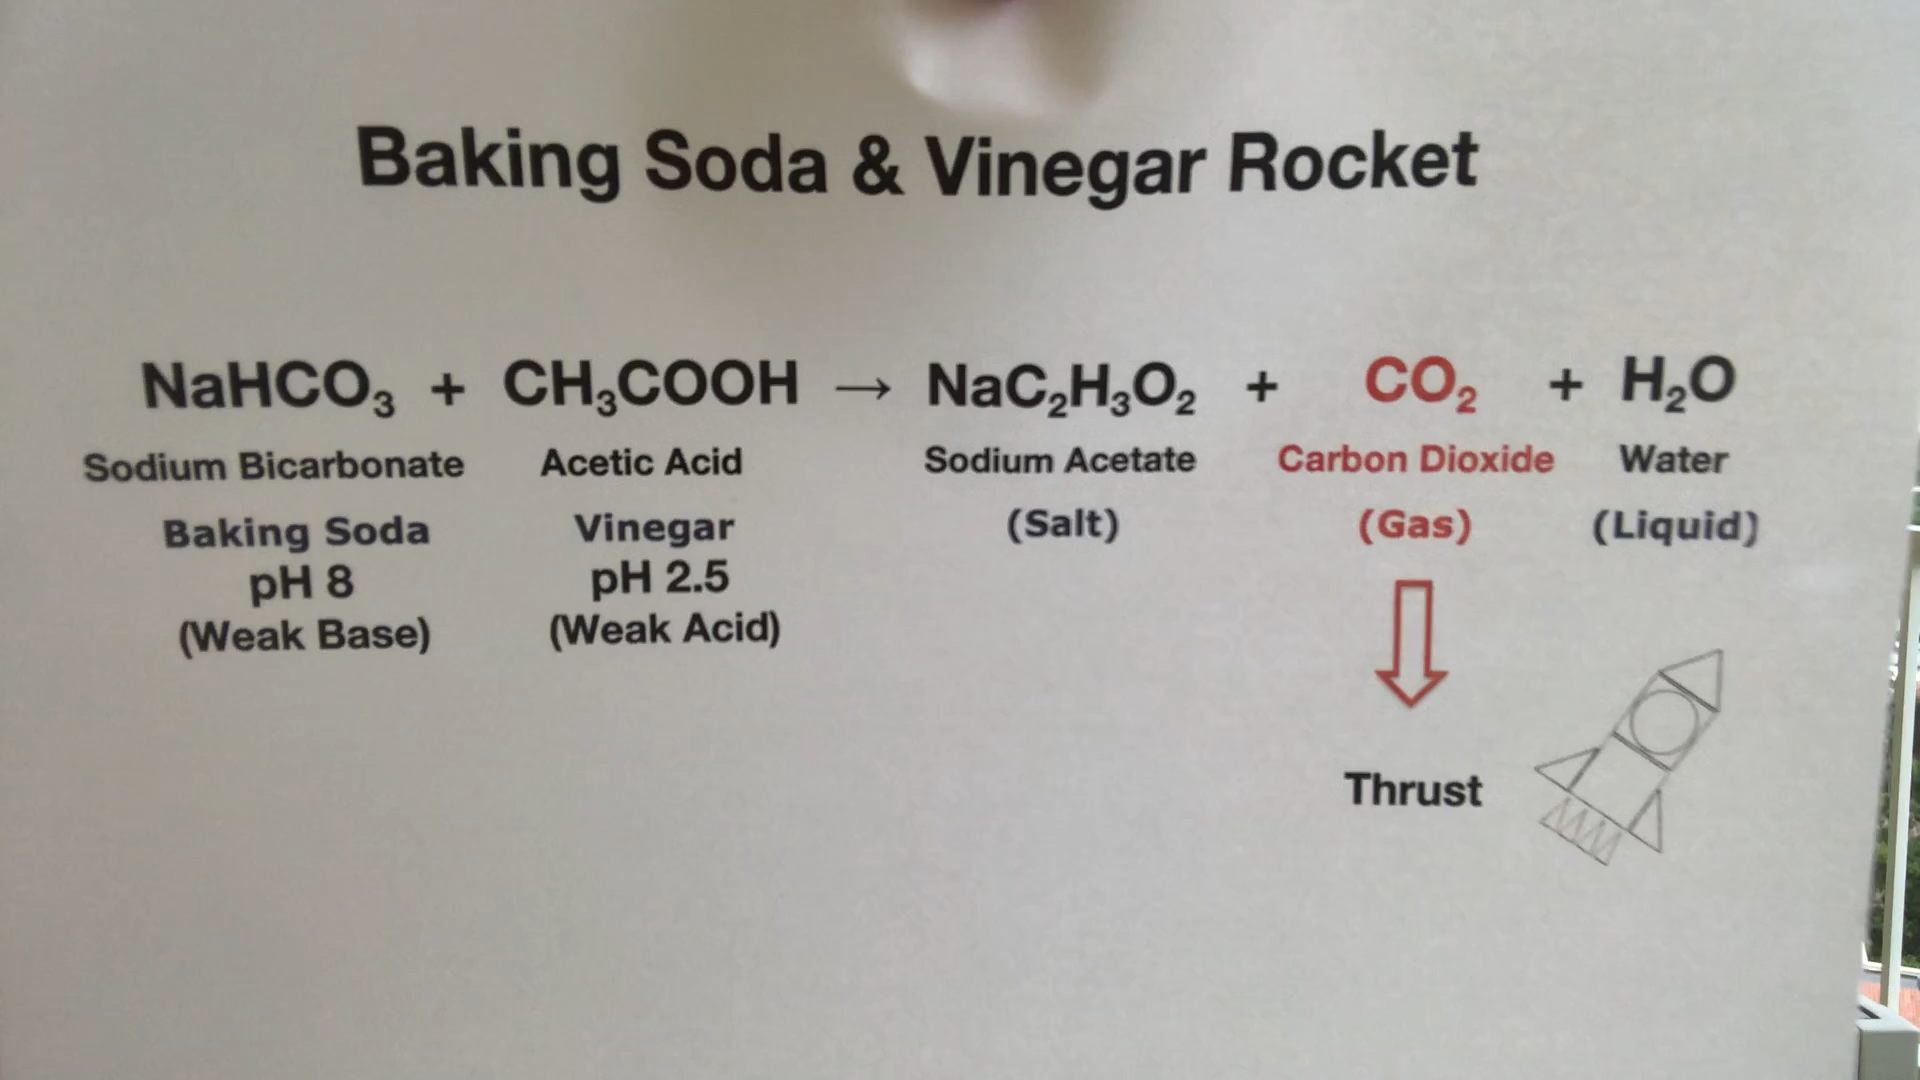 Baking Soda & Vinegar Rocket
NaHCO₃ + CH₃COOH → NaC₂H₃O₂ + CO₂ + H₂O
Sodium Bicarbonate Acetic Acid Sodium Acetate Carbon Dioxide Water
Baking Soda Vinegar (Salt) (Gas) (Liquid)
pH 8 pH 2.5
(Weak Base) (Weak Acid)
Thrust